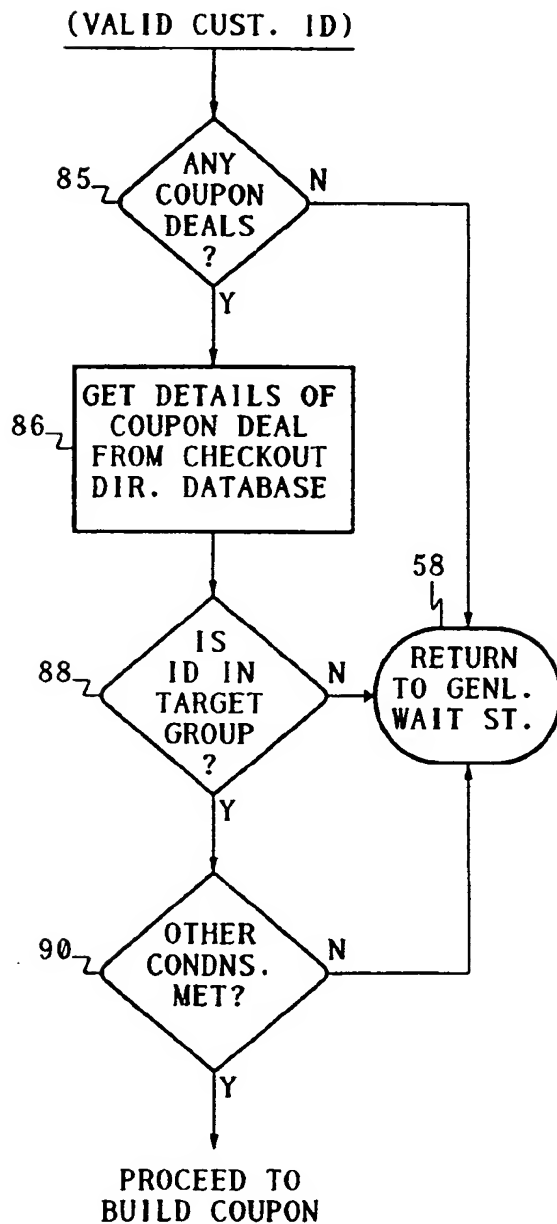 (VALID CUST. ID)
85
ANY
COUPON
DEALS
?
N
Y
86
GET DETAILS OF
COUPON DEAL
FROM CHECKOUT
DIR. DATABASE
58
RETURN
TO GENL.
WAIT ST.
88
IS
ID IN
TARGET
GROUP
?
N
Y
90
OTHER
CONDNS.
MET?
N
Y
PROCEED TO
BUILD COUPON